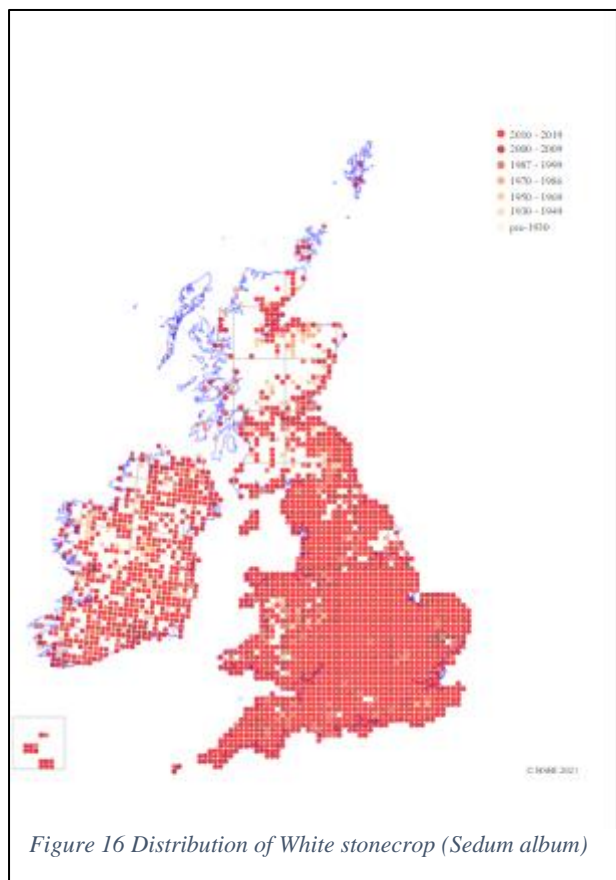 2010 - 2019
2000 - 2009
1987 - 1999
1970 - 1986
1950 - 1969
1930 - 1949
pre-1930
© BSBI 2021
Figure 16 Distribution of White stonecrop (Sedum album)